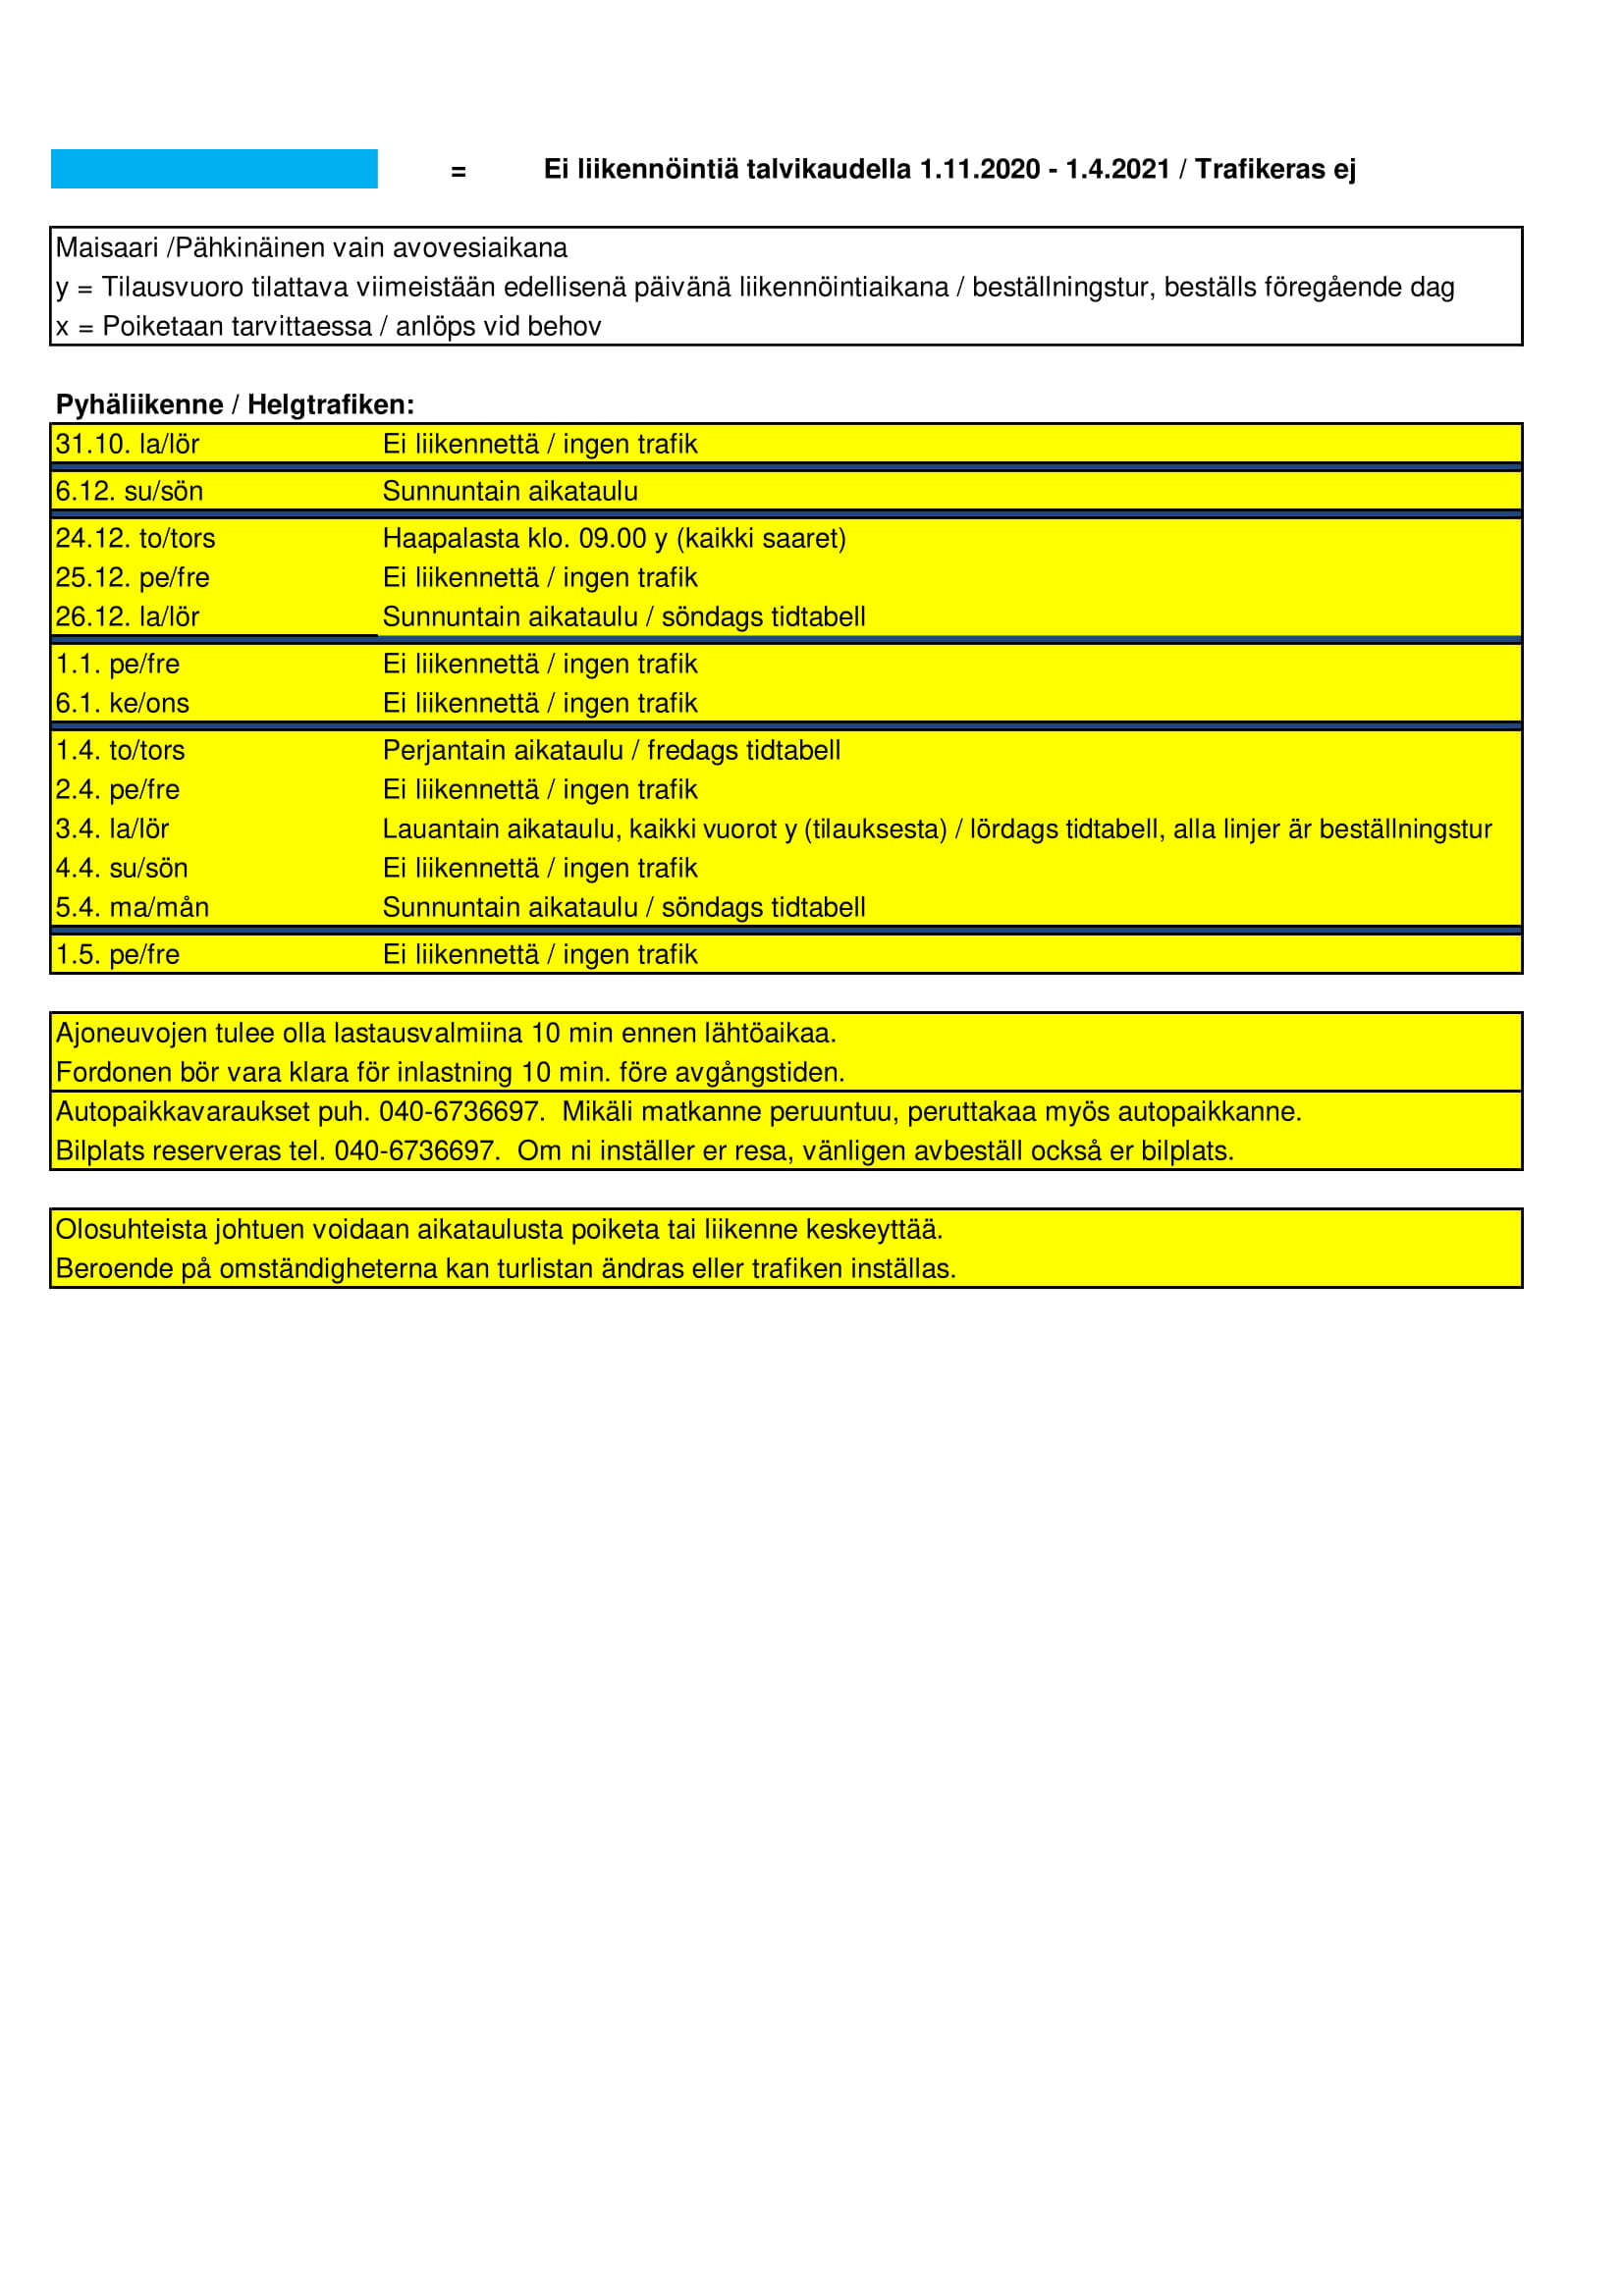 = Ei liikennöintiä talvikaudella 1.11.2020 - 1.4.2021 / Trafikeras ej
Maisaari /Pähkinäinen vain avovesiaikana
y = Tilausvuoro tilattava viimeistään edellisenä päivänä liikennöintiaikana / beställningstur, beställs föregående dag
x = Poiketaan tarvittaessa / anlöps vid behov
Pyhäliikenne / Helgtrafiken:
31.10. la/lör Ei liikennettä / ingen trafik
6.12. su/sön Sunnuntain aikataulu
24.12. to/tors Haapalasta klo. 09.00 y (kaikki saaret)
25.12. pe/fre Ei liikennettä / ingen trafik
26.12. la/lör Sunnuntain aikataulu / söndags tidtabell
1.1. pe/fre Ei liikennettä / ingen trafik
6.1. ke/ons Ei liikennettä / ingen trafik
1.4. to/tors Perjantain aikataulu / fredags tidtabell
2.4. pe/fre Ei liikennettä / ingen trafik
3.4. la/lör Lauantain aikataulu, kaikki vuorot y (tilauksesta) / lördags tidtabell, alla linjer är beställningstur
4.4. su/sön Ei liikennettä / ingen trafik
5.4. ma/mån Sunnuntain aikataulu / söndags tidtabell
1.5. pe/fre Ei liikennettä / ingen trafik
Ajoneuvojen tulee olla lastausvalmiina 10 min ennen lähtöaikaa.
Fordonen bör vara klara för inlastning 10 min. före avgångstiden.
Autopaikkavaraukset puh. 040-6736697.  Mikäli matkanne peruuntuu, peruttakaa myös autopaikkanne.
Bilplats reserveras tel. 040-6736697.  Om ni inställer er resa, vänligen avbeställ också er bilplats.
Olosuhteista johtuen voidaan aikataulusta poiketa tai liikenne keskeyttää.
Beroende på omständigheterna kan turlistan ändras eller trafiken inställas.